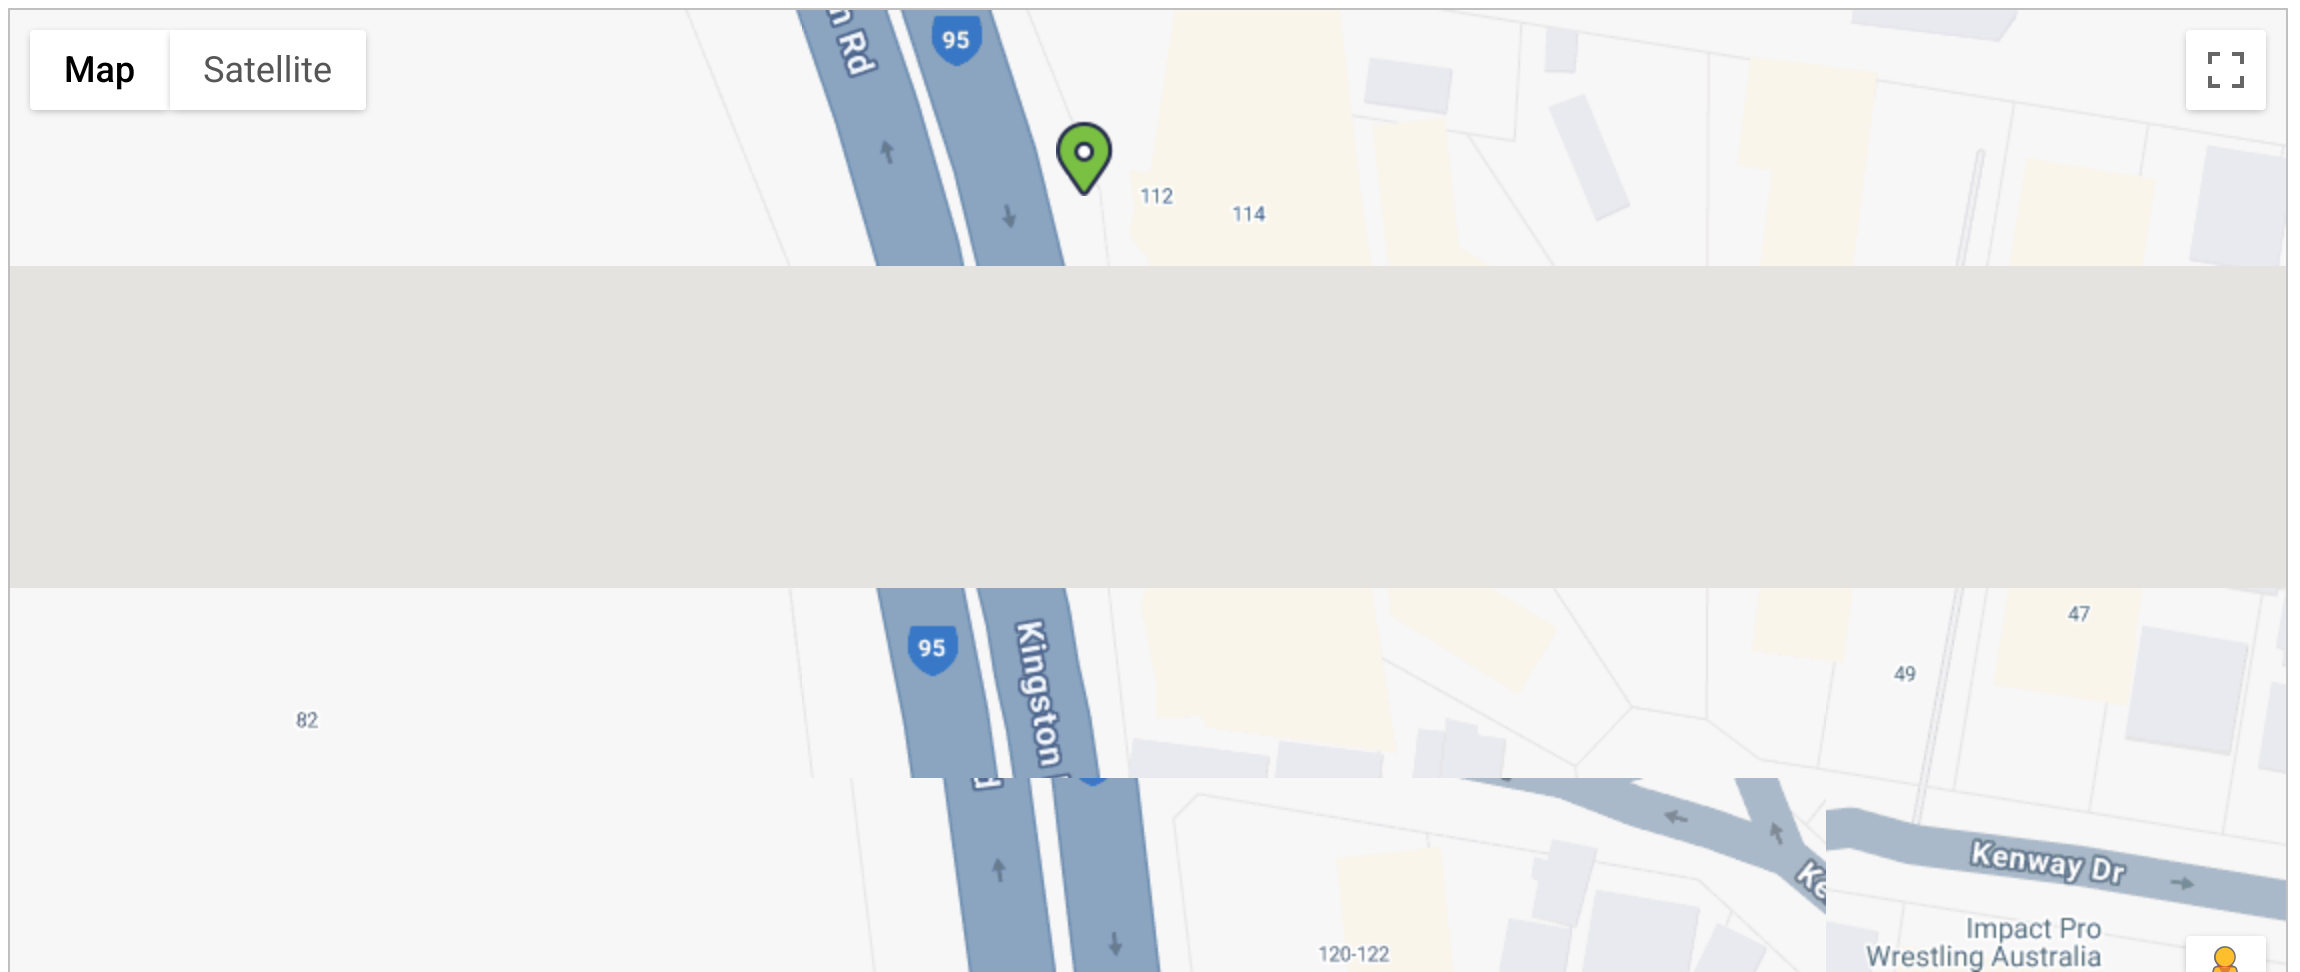 Map
Satellite
Rd
95
112
114
95
Kingston
47
49
82
Kenway Dr
120-122
Impact Pro
Wrestling Australia